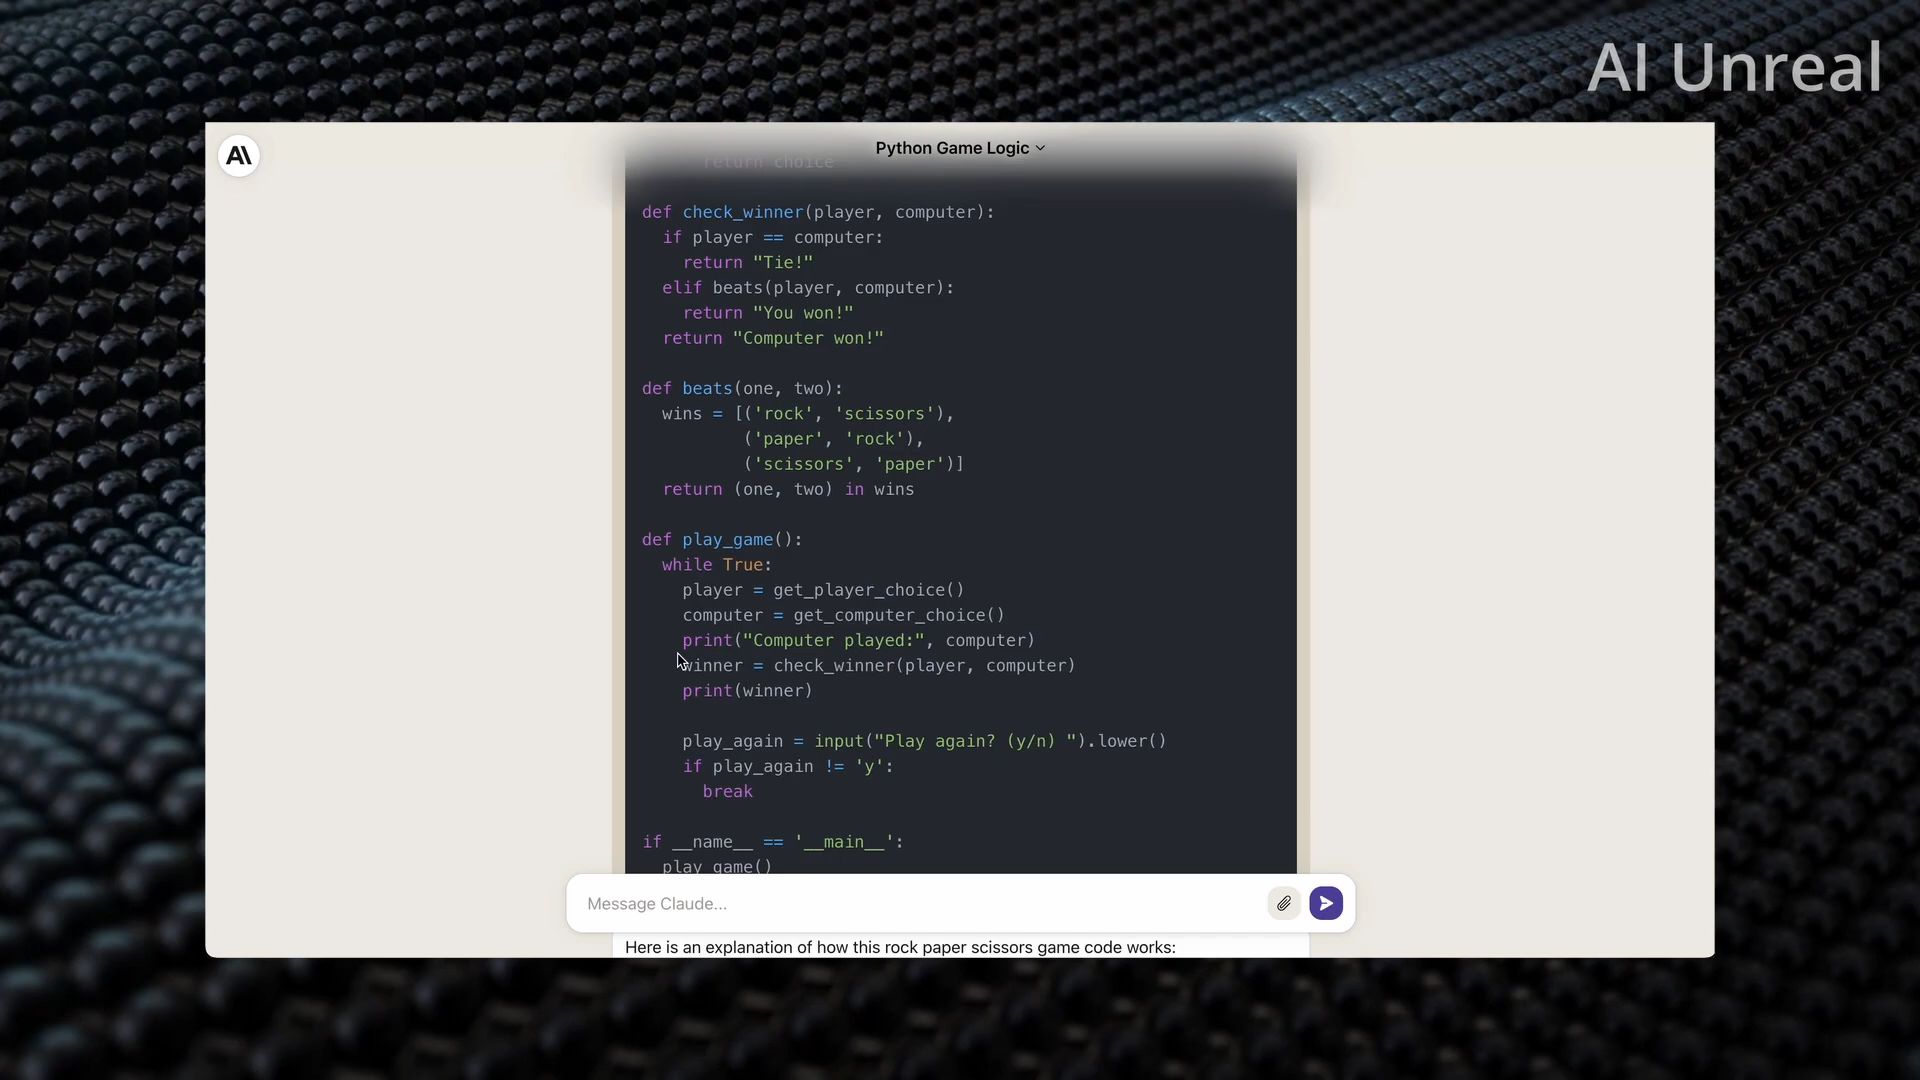 AI Unreal
Python Game Logic
return choice
def check_winner(player, computer):
if player == computer:
return "Tie!"
elif beats(player, computer):
return "You won!"
return "Computer won!"
def beats(one, two):
wins = [('rock', 'scissors'),
('paper', 'rock'),
('scissors', 'paper')]
return (one, two) in wins
def play_game():
while True:
player = get_player_choice()
computer = get_computer_choice()
print("Computer played:", computer)
winner = check_winner(player, computer)
print(winner)
play_again = input("Play again? (y/n) ").lower()
if play_again != 'y':
break
if __name__ == '__main__':
play_game()
Message Claude...
Here is an explanation of how this rock paper scissors game code works: